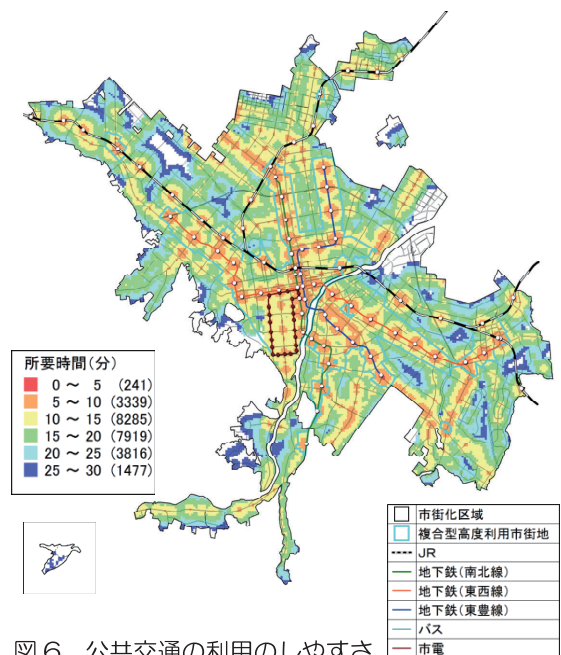 所要時間(分)
0 ～ 5 (241)
5 ～ 10 (3339)
10 ～ 15 (8285)
15 ～ 20 (7919)
20 ～ 25 (3816)
25 ～ 30 (1477)
市街化区域
複合型高度利用市街地
JR
地下鉄(南北線)
地下鉄(東西線)
地下鉄(東豊線)
バス
市電
図6 公共交通の利用のしやすさ